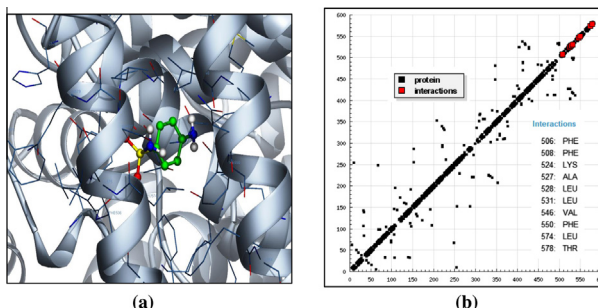 600
550
500
450
400
350
300
250
200
150
100
50
0
protein
interactions
Interactions
506: PHE
508: PHE
524: LYS
527: ALA
528: LEU
531: LEU
546: VAL
550: PHE
574: LEU
578: THR
0 50 100 150 200 250 300 350 400 450 500 550
(a)
(b)